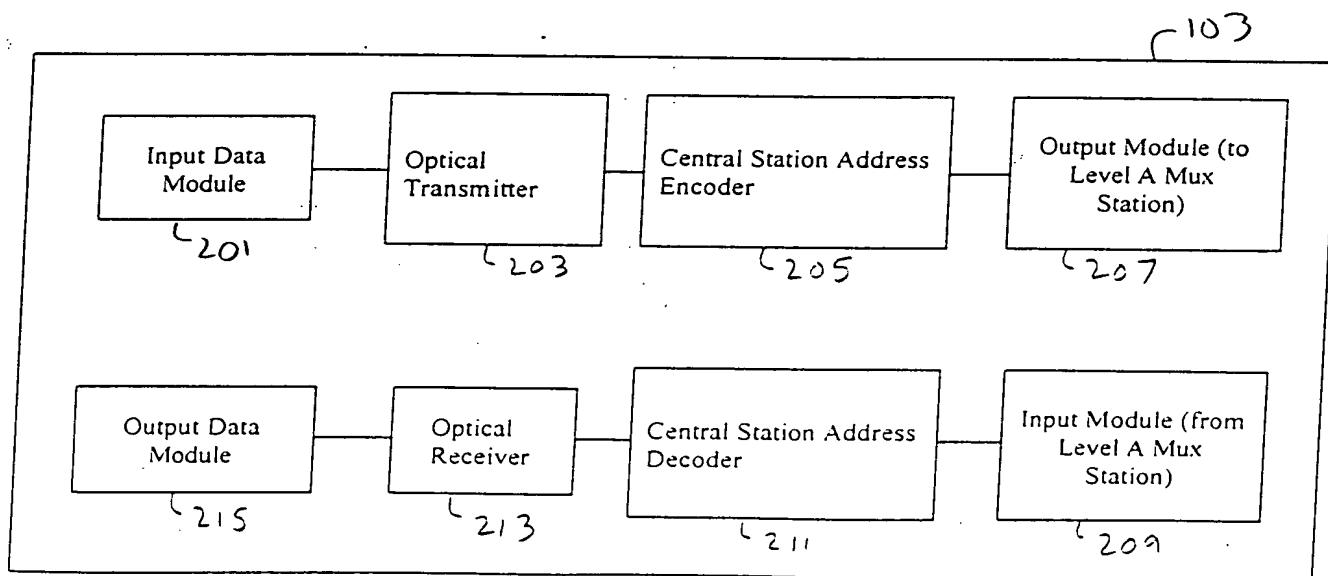 103
Input Data
Module
Optical
Transmitter
Central Station Address
Encoder
Output Module (to
Level A Mux
Station)
201
203
205
207
Output Data
Module
Optical
Receiver
Central Station Address
Decoder
Input Module (from
Level A Mux
Station)
215
213
211
209